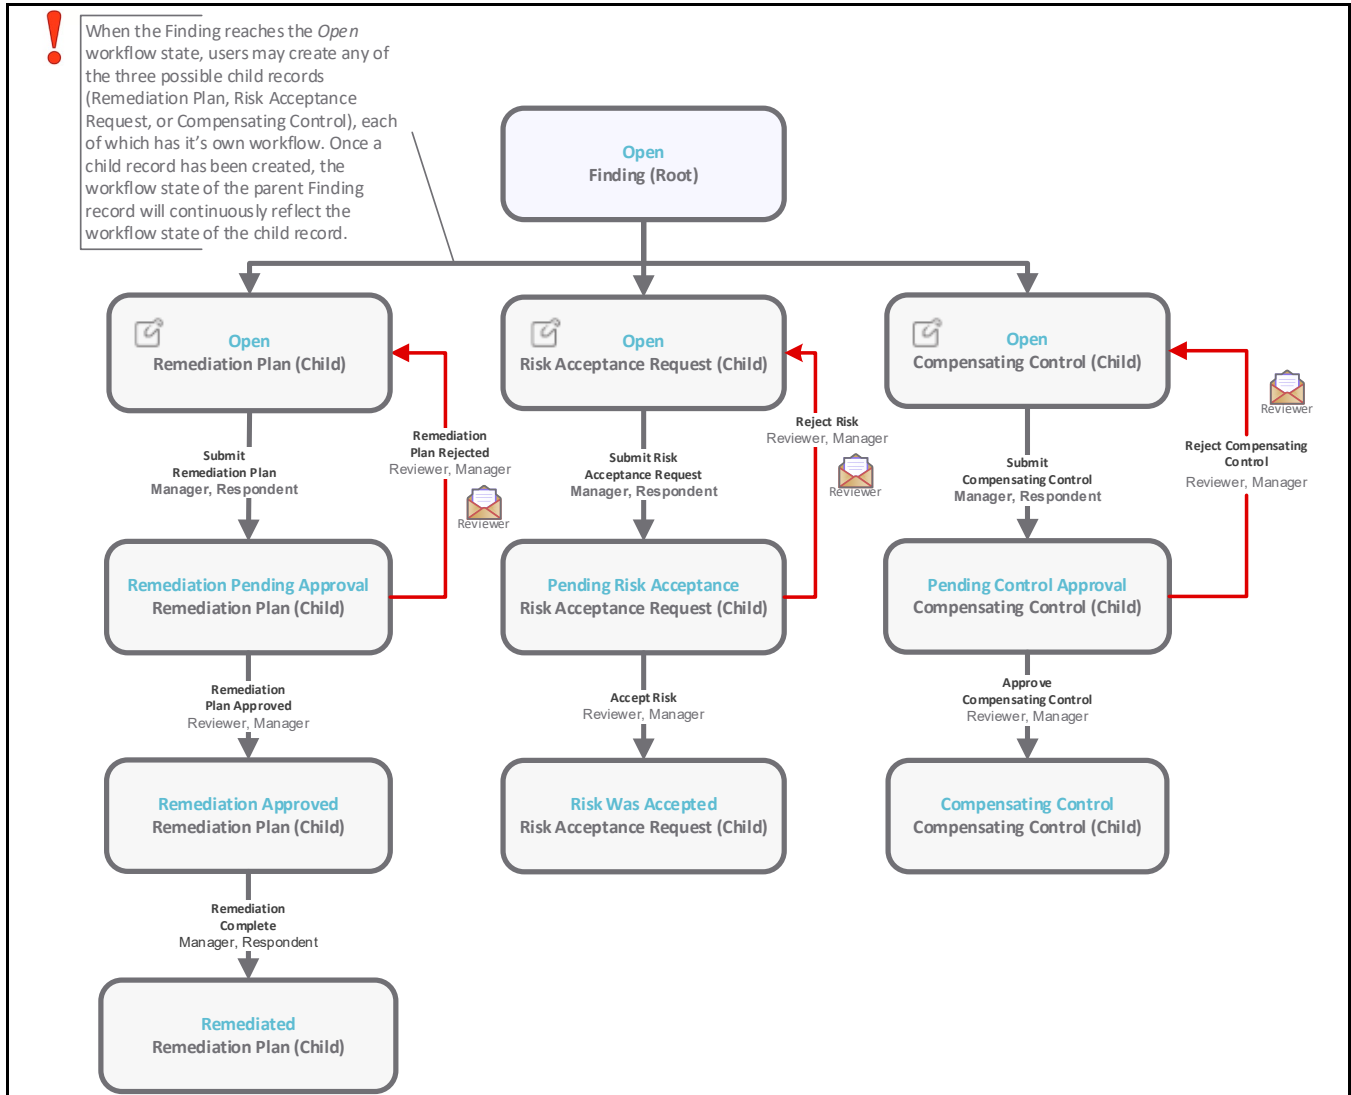 When the Finding reaches the Open
workflow state, users may create any of
the three possible child records
(Remediation Plan, Risk Acceptance
Request, or Compensating Control), each
of which has it's own workflow. Once a
child record has been created, the
workflow state of the parent Finding
record will continuously reflect the
workflow state of the child record.
Open
Finding (Root)
Open
Remediation Plan (Child)
Open
Risk Acceptance Request (Child)
Open
Compensating Control (Child)
Submit
Remediation Plan
Manager, Respondent
Remediation
Plan Rejected
Reviewer, Manager
Reviewer
Submit Risk
Acceptance Request
Manager, Respondent
Reject Risk
Reviewer, Manager
Reviewer
Submit
Compensating Control
Manager, Respondent
Reviewer
Reject Compensating
Control
Reviewer, Manager
Remediation Pending Approval
Remediation Plan (Child)
Pending Risk Acceptance
Risk Acceptance Request (Child)
Pending Control Approval
Compensating Control (Child)
Remediation
Plan Approved
Reviewer, Manager
Accept Risk
Reviewer, Manager
Approve
Compensating Control
Reviewer, Manager
Remediation Approved
Remediation Plan (Child)
Risk Was Accepted
Risk Acceptance Request (Child)
Compensating Control
Compensating Control (Child)
Remediation
Complete
Manager, Respondent
Remediated
Remediation Plan (Child)